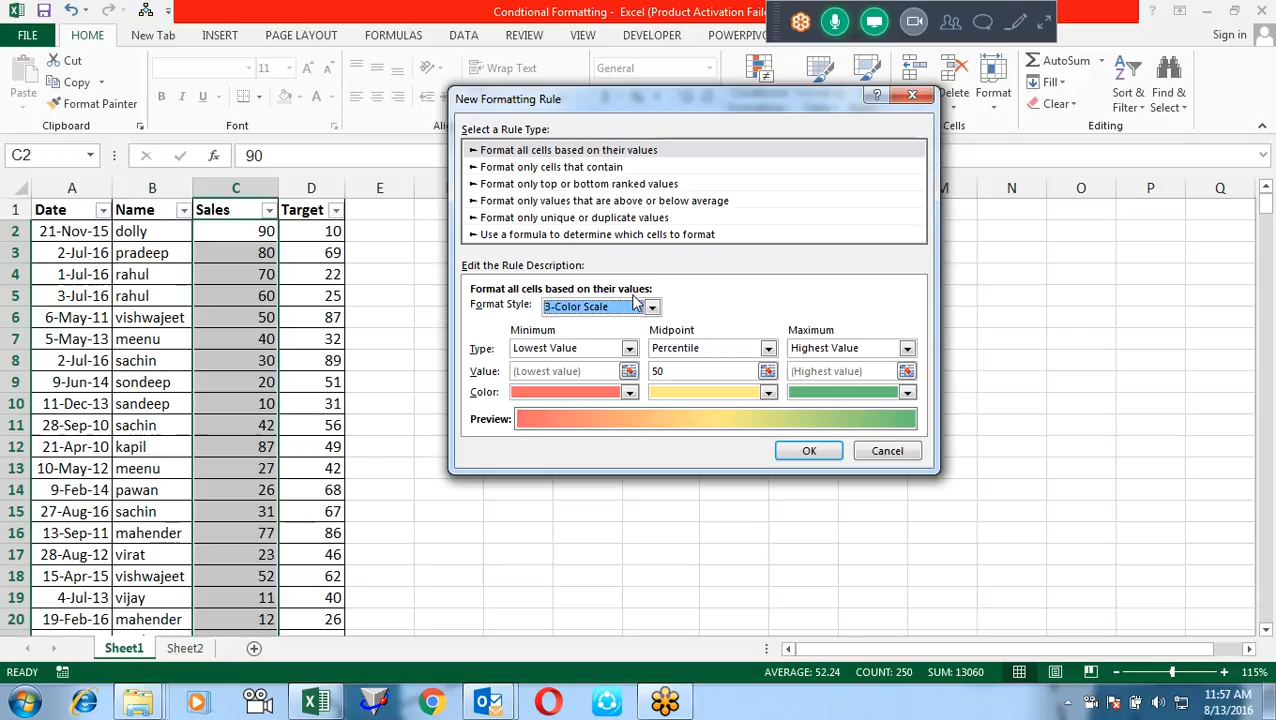 Condtional Formatting - Excel (Product Activation Faile
FILE HOME New Tab INSERT PAGE LAYOUT FORMULAS DATA REVIEW VIEW DEVELOPER POWERPIV Sign in
Paste Cut Copy Format Painter
Clipboard
11
B I U
Font
Wrap Text
General
Delete Format
Cells
AutoSum Fill Clear
Sort & Filter Find & Select
Editing
C2 90
New Formatting Rule
Select a Rule Type:
► Format all cells based on their values
► Format only cells that contain
► Format only top or bottom ranked values
► Format only values that are above or below average
► Format only unique or duplicate values
► Use a formula to determine which cells to format
Edit the Rule Description:
Format all cells based on their values:
Format Style: 3-Color Scale
Minimum Midpoint Maximum
Type: Lowest Value Percentile Highest Value
Value: (Lowest value) 50 (Highest value)
Color:
Preview:
OK Cancel
A B C D E M N O P Q
1 Date Name Sales Target
2 21-Nov-15 dolly 90 10
3 2-Jul-16 pradeep 80 69
4 1-Jul-16 rahul 70 22
5 3-Jul-16 rahul 60 25
6 6-May-11 vishwajeet 50 87
7 5-May-13 meenu 40 32
8 2-Jul-16 sachin 30 89
9 9-Jun-14 sondeep 20 51
10 11-Dec-13 sandeep 10 31
11 28-Sep-10 sachin 42 56
12 21-Apr-10 kapil 87 49
13 10-May-12 meenu 27 42
14 9-Feb-14 pawan 26 68
15 27-Aug-16 sachin 31 67
16 13-Sep-11 mahender 77 86
17 28-Aug-12 virat 23 46
18 15-Apr-15 vishwajeet 52 62
19 4-Jul-13 vijay 11 40
20 19-Feb-16 mahender 12 26
Sheet1 Sheet2
READY AVERAGE: 52.24 COUNT: 250 SUM: 13060 115%
11:57 AM
8/13/2016